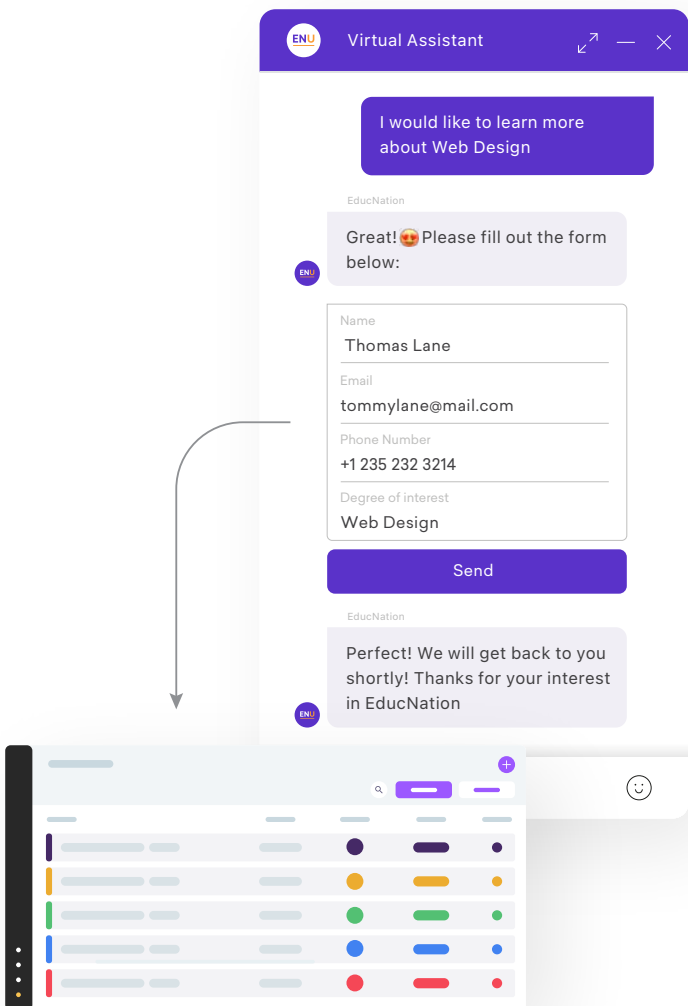 ENU
Virtual Assistant
I would like to learn more
about Web Design
EducNation
Great!😍Please fill out the form
below:
ENU
Name
Thomas Lane
Email
tommylane@mail.com
Phone Number
+1 235 232 3214
Degree of interest
Web Design
Send
EducNation
Perfect! We will get back to you
shortly! Thanks for your interest
in EducNation
ENU